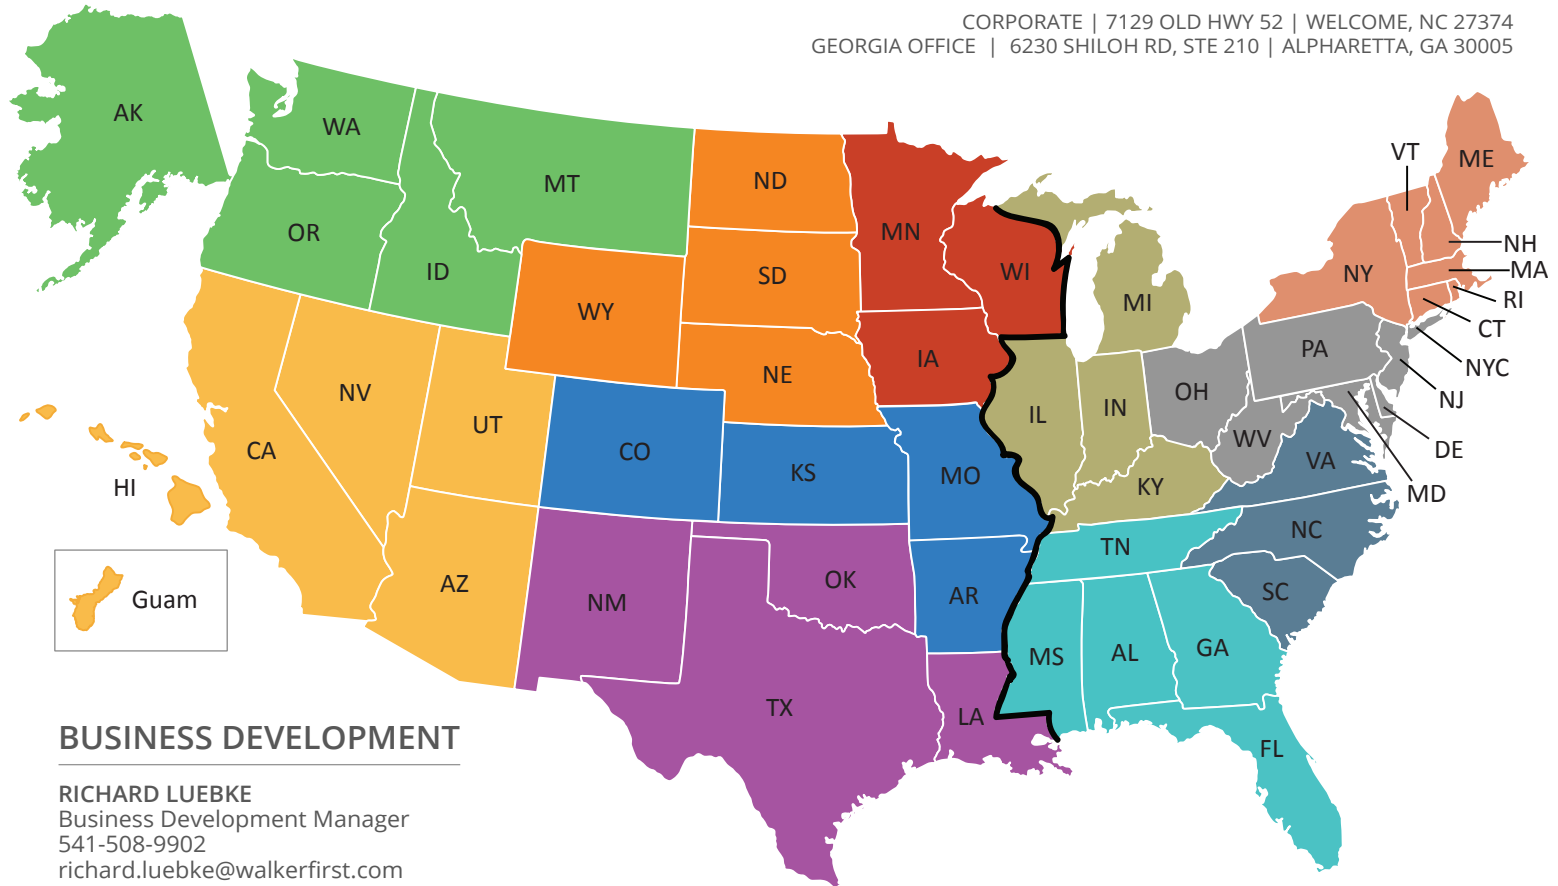 CORPORATE | 7129 OLD HWY 52 | WELCOME, NC 27374
GEORGIA OFFICE | 6230 SHILOH RD, STE 210 | ALPHARETTA, GA 30005
AK
WA
OR
ID
MT
ND
SD
WY
NE
MN
WI
IA
MI
VT
ME
NH
MA
NY
RI
CT
NYC
NJ
PA
DE
MD
OH
WV
VA
IL
IN
KY
NV
UT
CA
HI
CO
KS
MO
AR
TN
NC
SC
AZ
NM
OK
TX
LA
MS
AL
GA
FL
Guam
BUSINESS DEVELOPMENT
RICHARD LUEBKE
Business Development Manager
541-508-9902
richard.luebke@walkerfirst.com